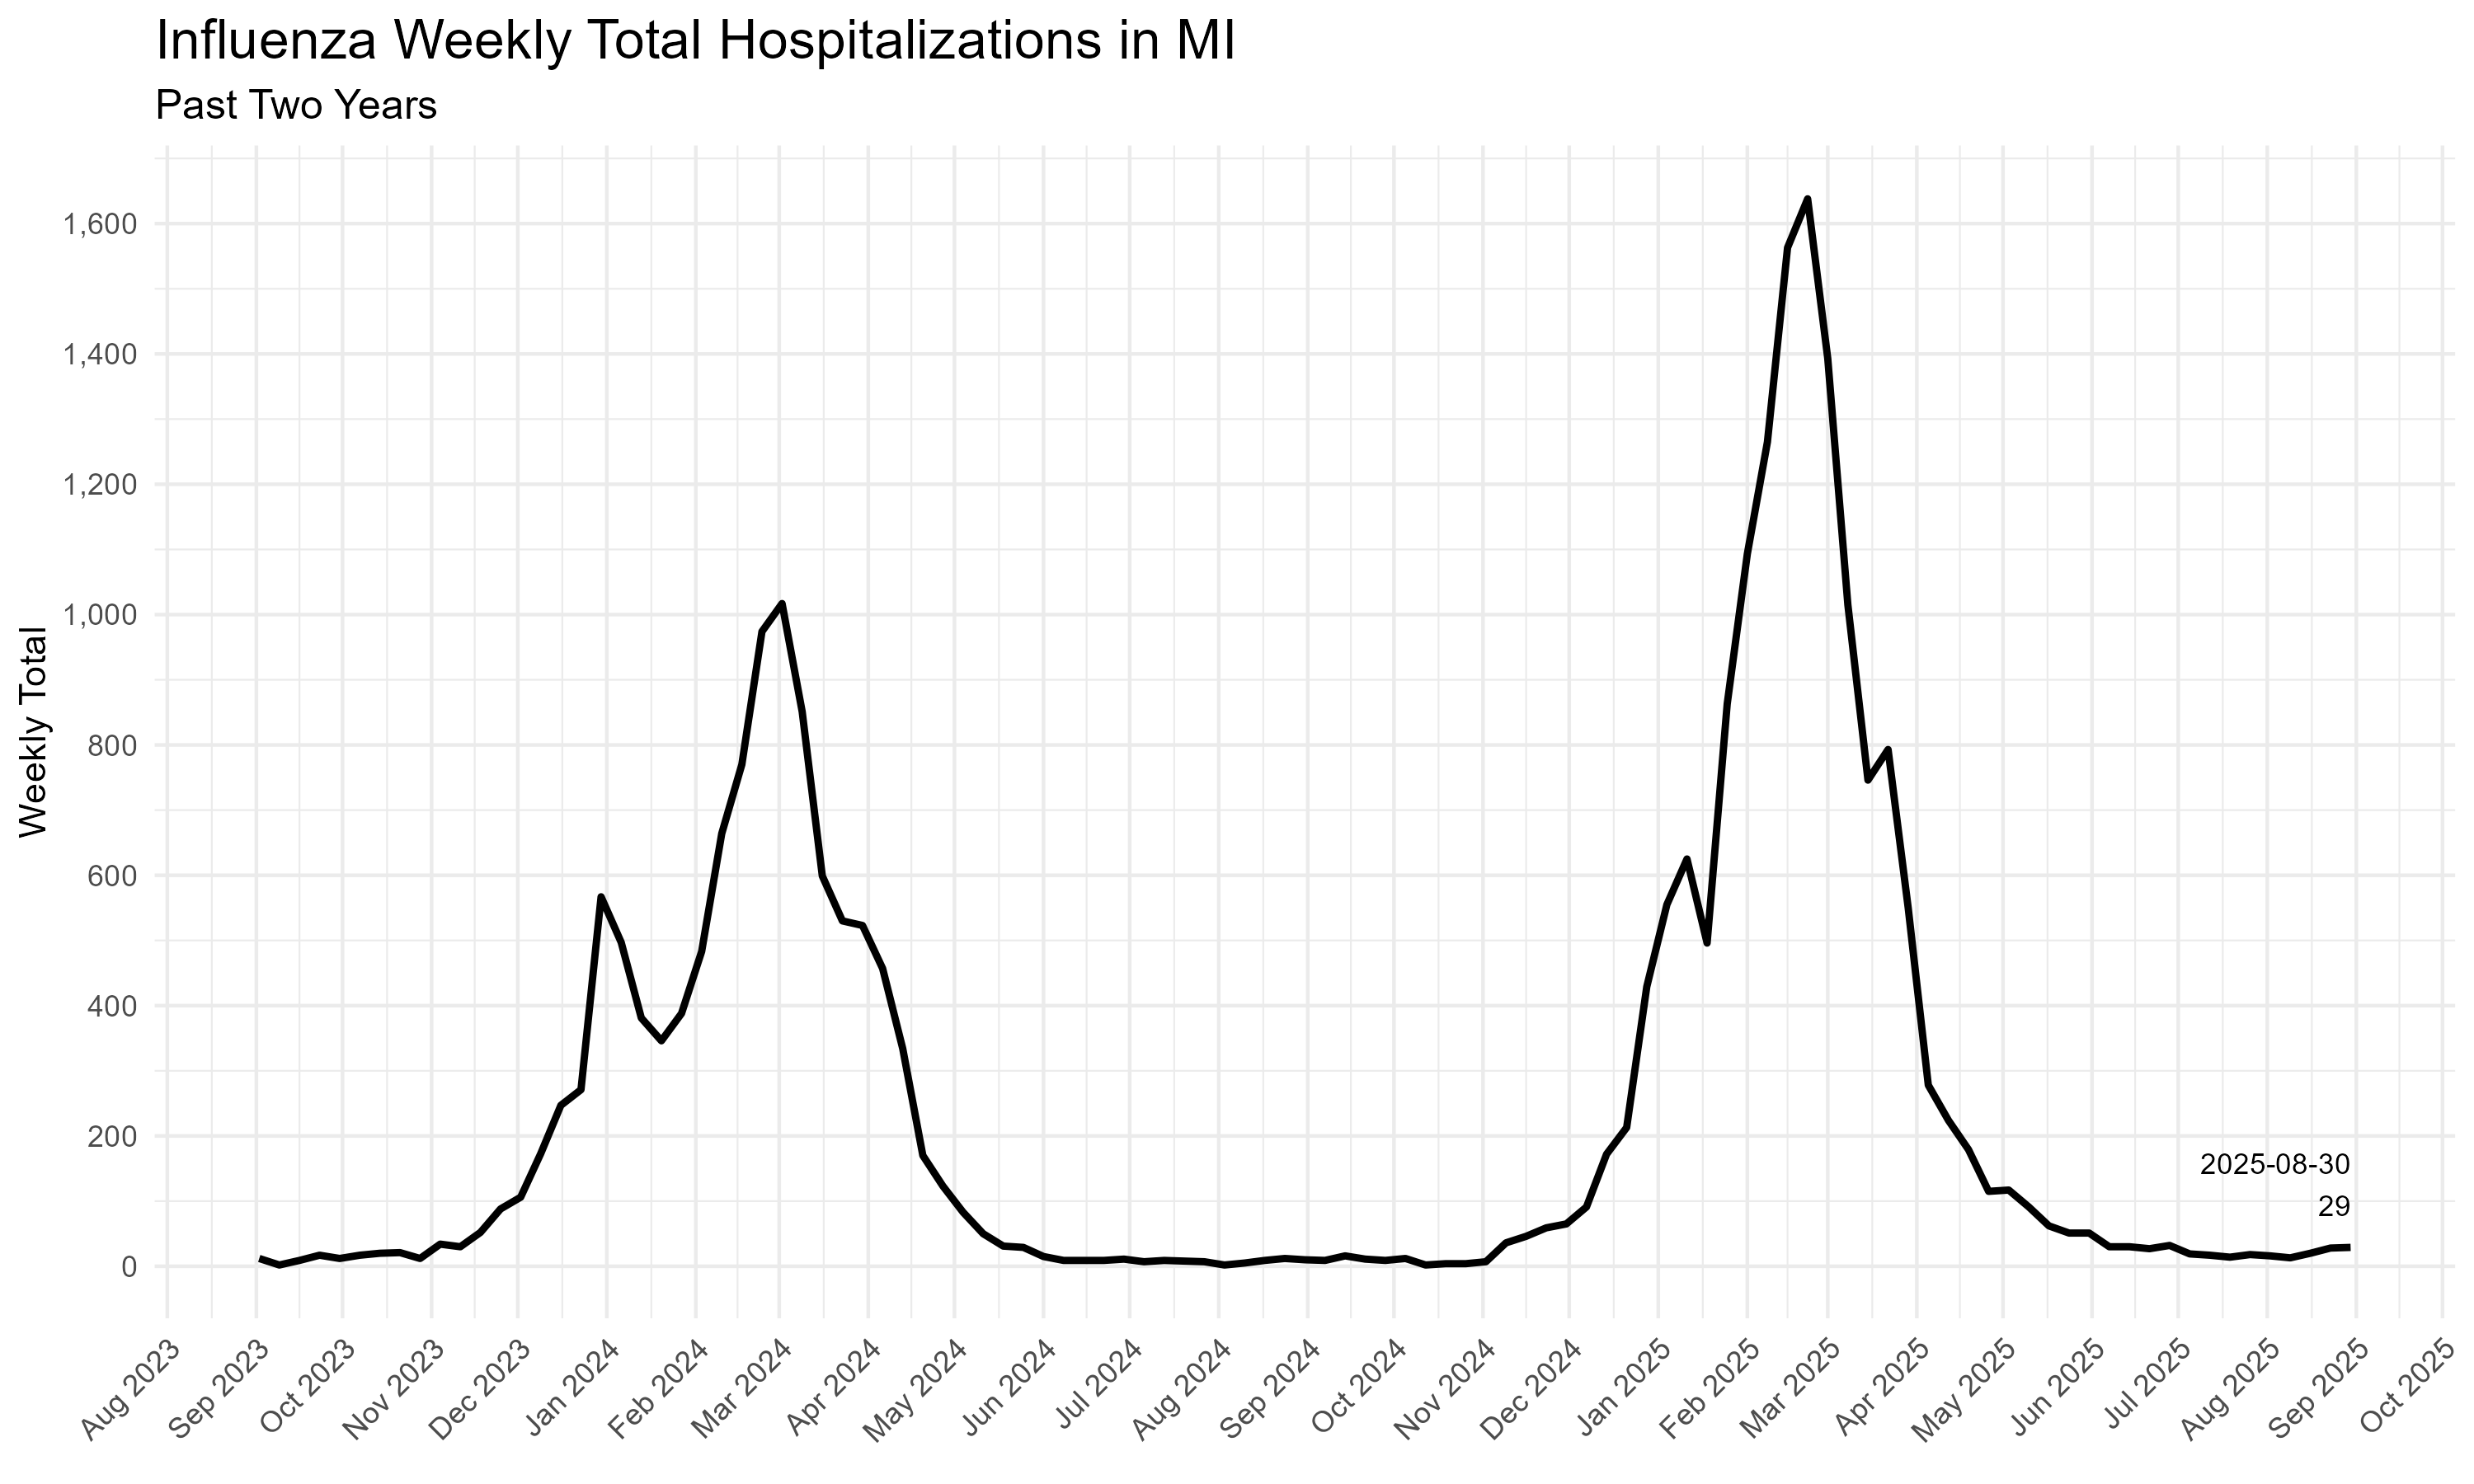 Influenza Weekly Total Hospitalizations in MI
Past Two Years
Weekly Total
1,600
1,400
1,200
1,000
800
600
400
200
0
2025-08-30
29
Aug 2023
Sep 2023
Oct 2023
Nov 2023
Dec 2023
Jan 2024
Feb 2024
Mar 2024
Apr 2024
May 2024
Jun 2024
Jul 2024
Aug 2024
Sep 2024
Oct 2024
Nov 2024
Dec 2024
Jan 2025
Feb 2025
Mar 2025
Apr 2025
May 2025
Jun 2025
Jul 2025
Aug 2025
Sep 2025
Oct 2025